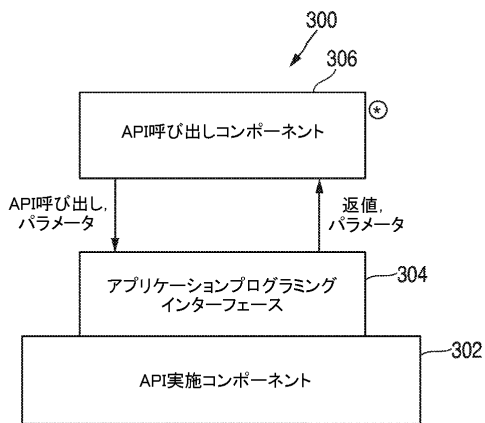 300
306
API呼び出しコンポーネント
*
API呼び出し,
パラメータ
返値,
パラメータ
アプリケーションプログラミング
インターフェース
304
302
API実施コンポーネント